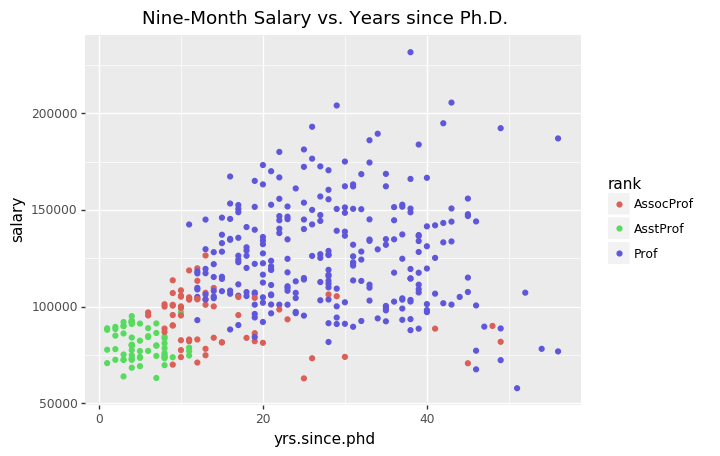 Nine-Month Salary vs. Years since Ph.D.
200000
150000
100000
50000
salary
0
20
40
yrs.since.phd
rank
AssocProf
AsstProf
Prof